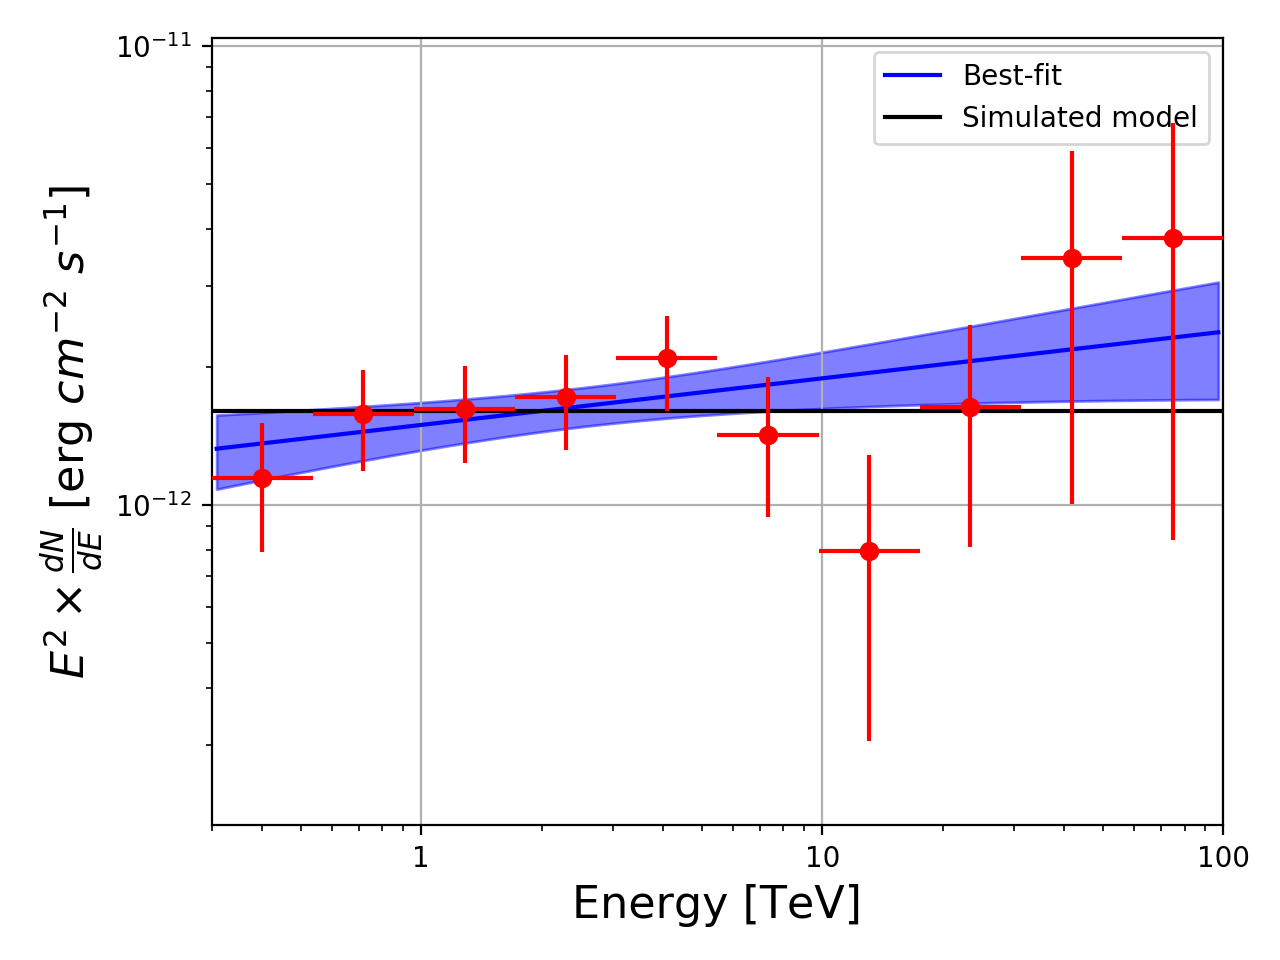 10⁻¹¹
10⁻¹²
Best-fit
Simulated model
E² × dN/dE [erg cm⁻² s⁻¹]
1
10
100
Energy [TeV]